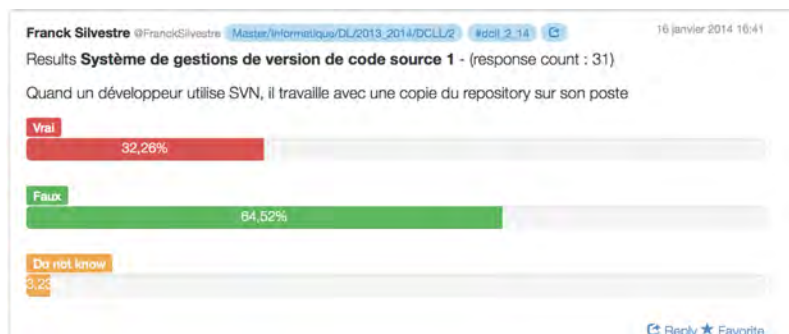 Franck Silvestre @FranckSilvestre Master/Informatique/DL/2013_2014/DCLL/2 #dcll_2_14 16 janvier 2014 16:41
Results Système de gestions de version de code source 1 - (response count : 31)
Quand un développeur utilise SVN, il travaille avec une copie du repository sur son poste
Vrai
32,26%
Faux
64,52%
Do not know
3,23
Reply Favorite